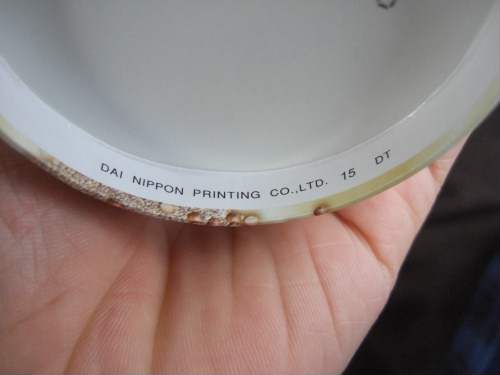 DAI NIPPON PRINTING CO.,LTD. 15 DT